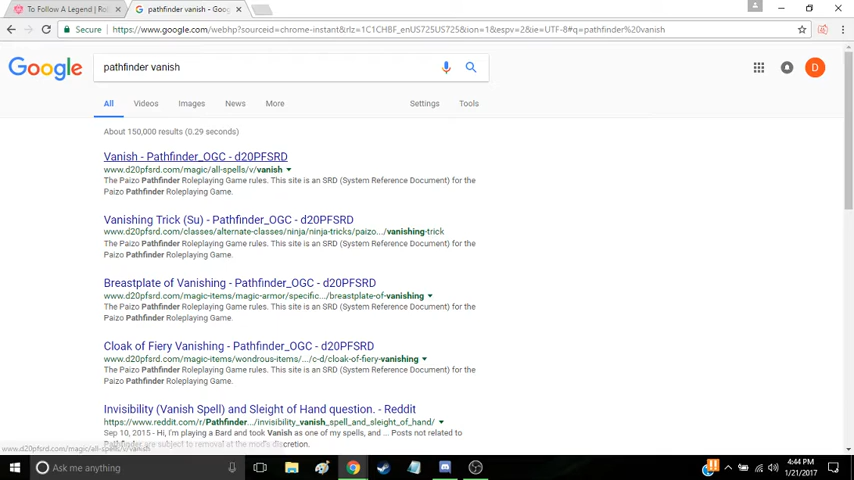 To Follow A Legend | Ro
pathfinder vanish - Goog
Secure
https://www.google.com/webhp?sourceid=chrome-instant&rlz=1C1CHBF_enUS725US725&ion=1&espv=2&ie=UTF-8#q=pathfinder%20vanish
Google
pathfinder vanish
D
All Videos Images News More Settings Tools
About 150,000 results (0.29 seconds)
Vanish - Pathfinder_OGC - d20PFSRD
www.d20pfsrd.com/magic/all-spells/v/vanish
The Paizo Pathfinder Roleplaying Game rules. This site is an SRD (System Reference Document) for the
Paizo Pathfinder Roleplaying Game.
Vanishing Trick (Su) - Pathfinder_OGC - d20PFSRD
www.d20pfsrd.com/classes/alternate-classes/ninja/ninja-tricks/paizo.../vanishing-trick
The Paizo Pathfinder Roleplaying Game rules. This site is an SRD (System Reference Document) for the
Paizo Pathfinder Roleplaying Game.
Breastplate of Vanishing - Pathfinder_OGC - d20PFSRD
www.d20pfsrd.com/magic-items/magic-armor/specific.../breastplate-of-vanishing
The Paizo Pathfinder Roleplaying Game rules. This site is an SRD (System Reference Document) for the
Paizo Pathfinder Roleplaying Game.
Cloak of Fiery Vanishing - Pathfinder_OGC - d20PFSRD
www.d20pfsrd.com/magic-items/wondrous-items/.../c-d/cloak-of-fiery-vanishing
The Paizo Pathfinder Roleplaying Game rules. This site is an SRD (System Reference Document) for the
Paizo Pathfinder Roleplaying Game.
Invisibility (Vanish Spell) and Sleight of Hand question. - Reddit
https://www.reddit.com/r/Pathfinder.../invisibility_vanish_spell_and_sleight_of_hand/
Sep 10, 2015 - Hi, I'm playing a Bard and took Vanish as one of my spells, and ... Posts not related to
Pathfinder are subject to removal at the mod's discretion.
www.d20pfsrd.com/magic/all-spells/v/vanish
Ask me anything
4:44 PM
1/21/2017